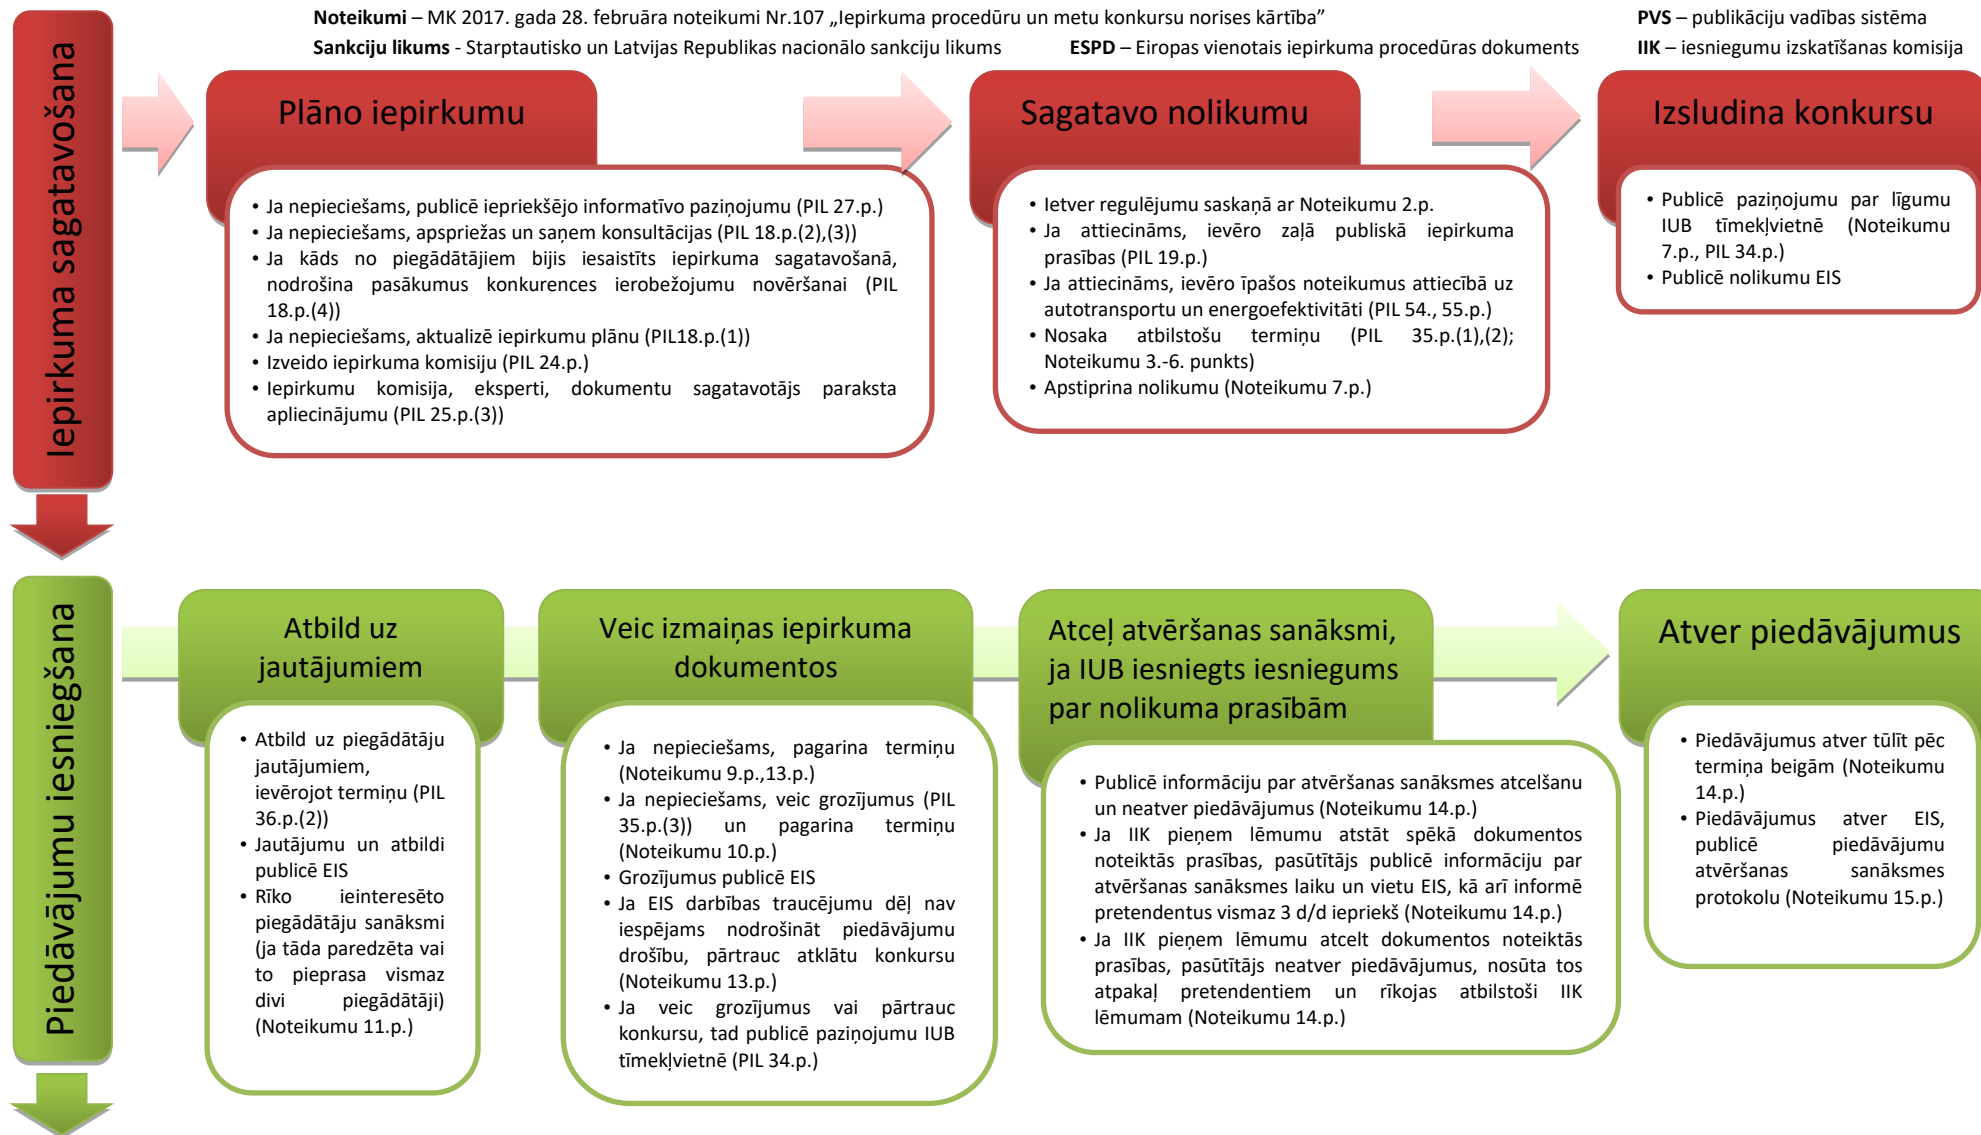 Noteikumi – MK 2017. gada 28. februāra noteikumi Nr.107 „Iepirkuma procedūru un metu konkursu norises kārtība”
PVS – publikāciju vadības sistēma
Sankciju likums - Starptautisko un Latvijas Republikas nacionālo sankciju likums
ESPD – Eiropas vienotais iepirkuma procedūras dokuments
IIK – iesniegumu izskatīšanas komisija
Iepirkuma sagatavošana
Plāno iepirkumu
• Ja nepieciešams, publicē iepriekšējo informatīvo paziņojumu (PIL 27.p.)
• Ja nepieciešams, apspriežas un saņem konsultācijas (PIL 18.p.(2),(3))
• Ja kāds no piegādātājiem bijis iesaistīts iepirkuma sagatavošanā,
nodrošina pasākumus konkurences ierobežojumu novēršanai (PIL
18.p.(4))
• Ja nepieciešams, aktualizē iepirkumu plānu (PIL18.p.(1))
• Izveido iepirkuma komisiju (PIL 24.p.)
• Iepirkumu komisija, eksperti, dokumentu sagatavotājs paraksta
apliecinājumu (PIL 25.p.(3))
Sagatavo nolikumu
• Ietver regulējumu saskaņā ar Noteikumu 2.p.
• Ja attiecināms, ievēro zaļā publiskā iepirkuma
prasības (PIL 19.p.)
• Ja attiecināms, ievēro īpašos noteikumus attiecībā uz
autotransportu un energoefektivitāti (PIL 54., 55.p.)
• Nosaka atbilstošu termiņu (PIL 35.p.(1),(2);
Noteikumu 3.-6. punkts)
• Apstiprina nolikumu (Noteikumu 7.p.)
Izsludina konkursu
• Publicē paziņojumu par līgumu
IUB tīmekļvietnē (Noteikumu
7.p., PIL 34.p.)
• Publicē nolikumu EIS
Piedāvājumu iesniegšana
Atbild uz
jautājumiem
• Atbild uz piegādātāju
jautājumiem,
ievērojot termiņu (PIL
36.p.(2))
• Jautājumu un atbildi
publicē EIS
• Rīko ieinteresēto
piegādātāju sanāksmi
(ja tāda paredzēta vai
to pieprasa vismaz
divi piegādātāji)
(Noteikumu 11.p.)
Veic izmaiņas iepirkuma
dokumentos
• Ja nepieciešams, pagarina termiņu
(Noteikumu 9.p.,13.p.)
• Ja nepieciešams, veic grozījumus (PIL
35.p.(3)) un pagarina termiņu
(Noteikumu 10.p.)
• Grozījumus publicē EIS
• Ja EIS darbības traucējumu dēļ nav
iespējams nodrošināt piedāvājumu
drošību, pārtrauc atklātu konkursu
(Noteikumu 13.p.)
• Ja veic grozījumus vai pārtrauc
konkursu, tad publicē paziņojumu IUB
tīmekļvietnē (PIL 34.p.)
Atceļ atvēršanas sanāksmi,
ja IUB iesniegts iesniegums
par nolikuma prasībām
• Publicē informāciju par atvēršanas sanāksmes atcelšanu
un neatver piedāvājumus (Noteikumu 14.p.)
• Ja IIK pieņem lēmumu atstāt spēkā dokumentos
noteiktās prasības, pasūtītājs publicē informāciju par
atvēršanas sanāksmes laiku un vietu EIS, kā arī informē
pretendentus vismaz 3 d/d iepriekš (Noteikumu 14.p.)
• Ja IIK pieņem lēmumu atcelt dokumentos noteiktās
prasības, pasūtītājs neatver piedāvājumus, nosūta tos
atpakaļ pretendentiem un rīkojas atbilstoši IIK
lēmumam (Noteikumu 14.p.)
Atver piedāvājumus
• Piedāvājumus atver tūlīt pēc
termiņa beigām (Noteikumu
14.p.)
• Piedāvājumus atver EIS,
publicē piedāvājumu
atvēršanas sanāksmes
protokolu (Noteikumu 15.p.)